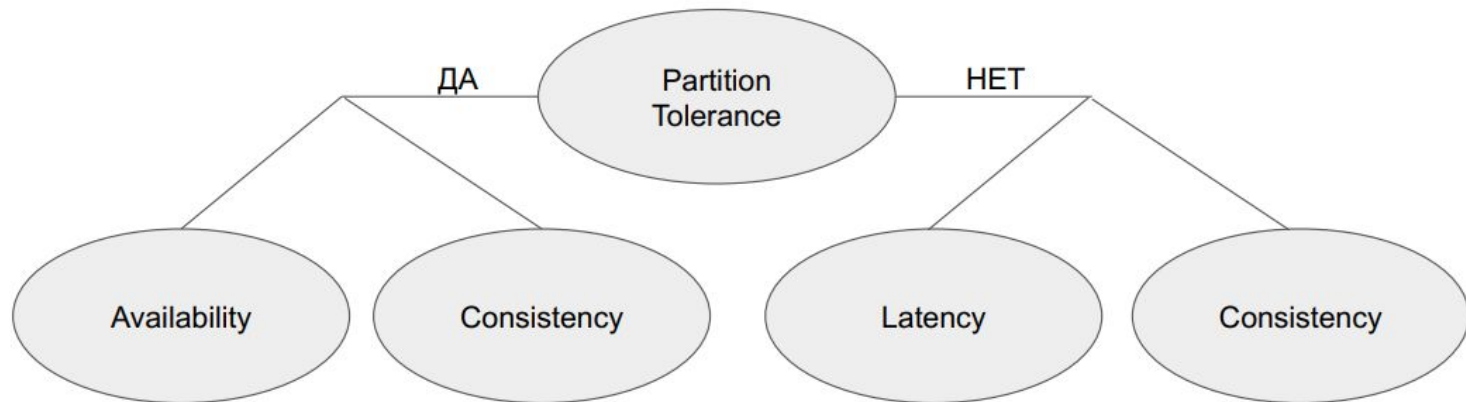 ДА
Partition
Tolerance
НЕТ
Availability
Consistency
Latency
Consistency